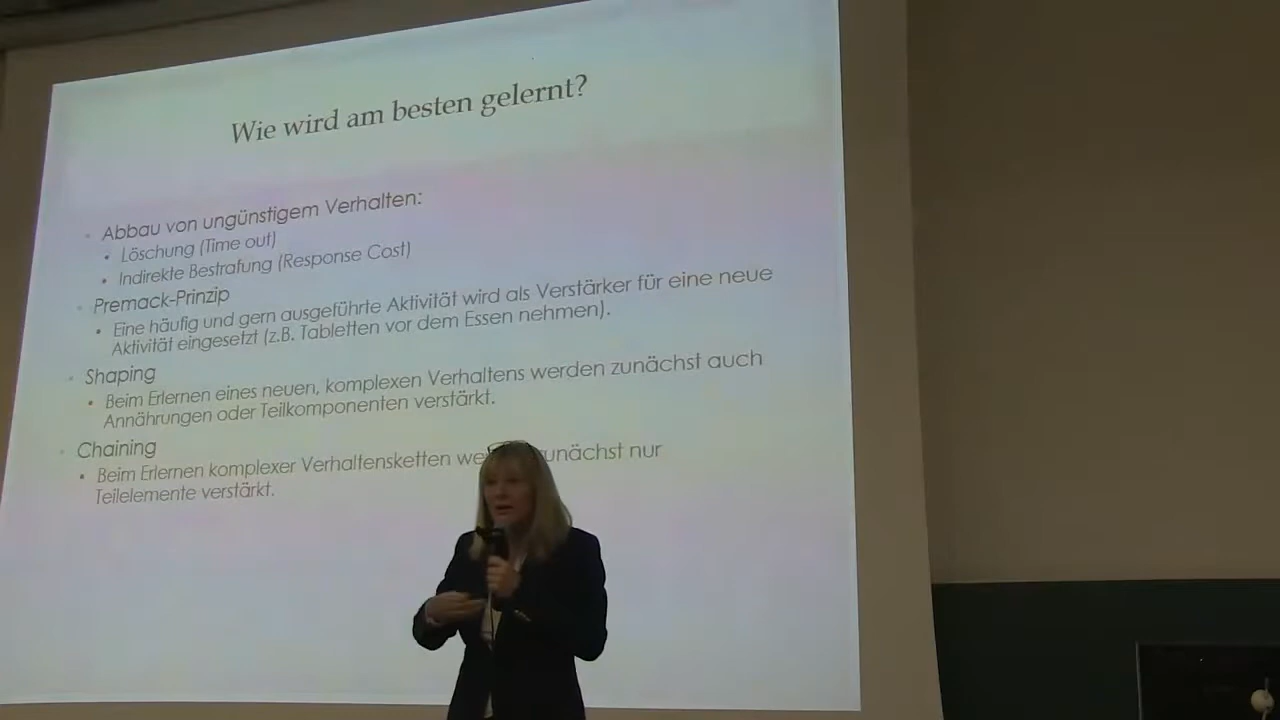 Wie wird am besten gelernt?
Abbau von ungünstigem Verhalten:
Löschung (Time out)
Indirekte Bestrafung (Response Cost)
Premack-Prinzip
Eine häufig und gern ausgeführte Aktivität wird als Verstärker für eine neue
Aktivität eingesetzt (z.B. Tabletten vor dem Essen nehmen).
Shaping
Beim Erlernen eines neuen, komplexen Verhaltens werden zunächst auch
Annährungen oder Teilkomponenten verstärkt.
Chaining
Beim Erlernen komplexer Verhaltensketten nur
Teilelemente verstärkt.